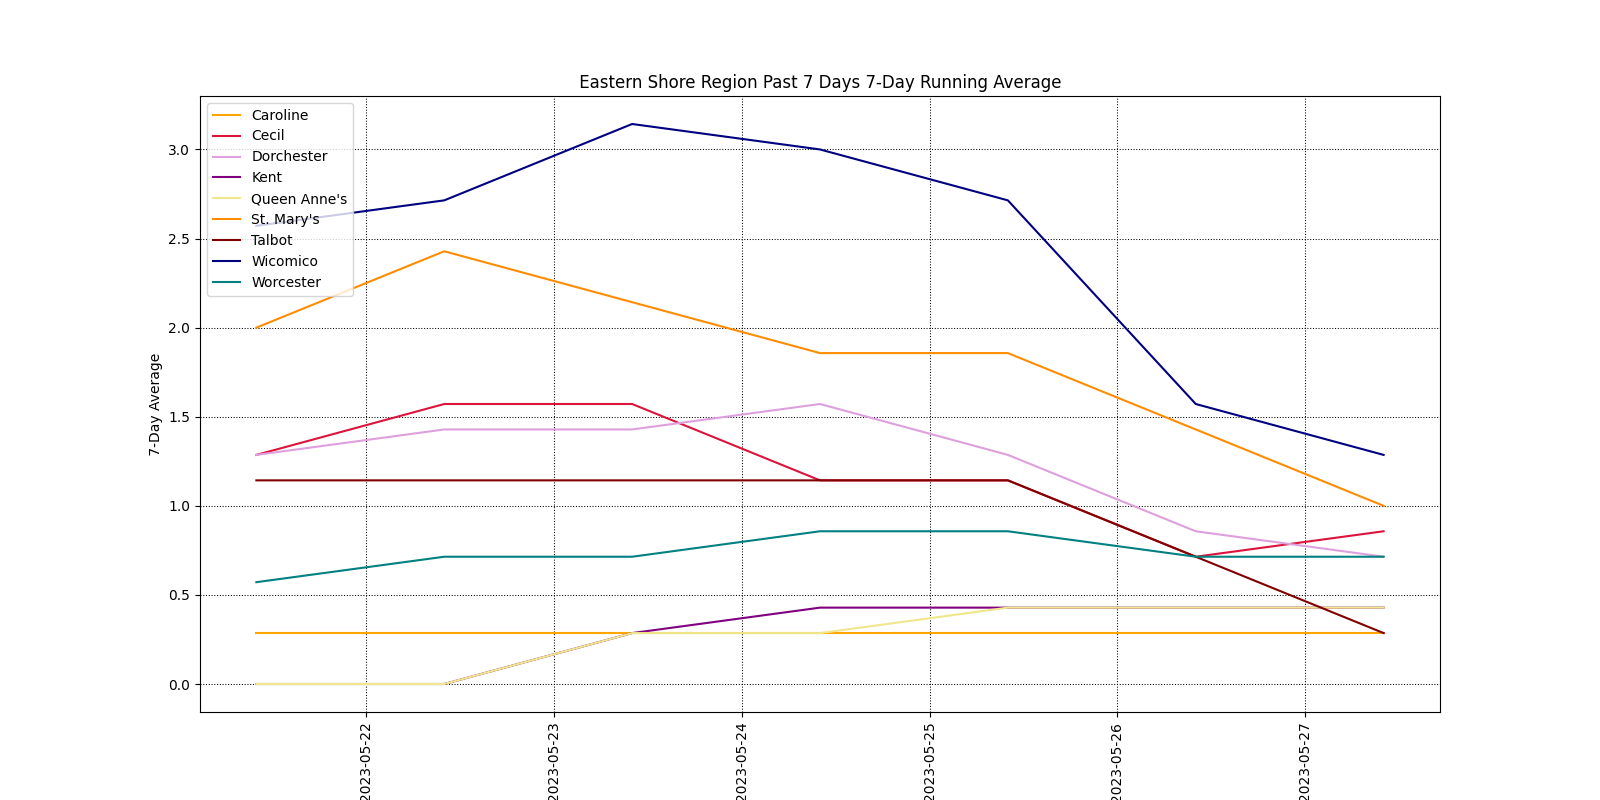 Eastern Shore Region Past 7 Days 7-Day Running Average
Caroline
Cecil
Dorchester
Kent
Queen Anne's
St. Mary's
Talbot
Wicomico
Worcester
7-Day Average
3.0
2.5
2.0
1.5
1.0
0.5
0.0
2023-05-22
2023-05-23
2023-05-24
2023-05-25
2023-05-26
2023-05-27